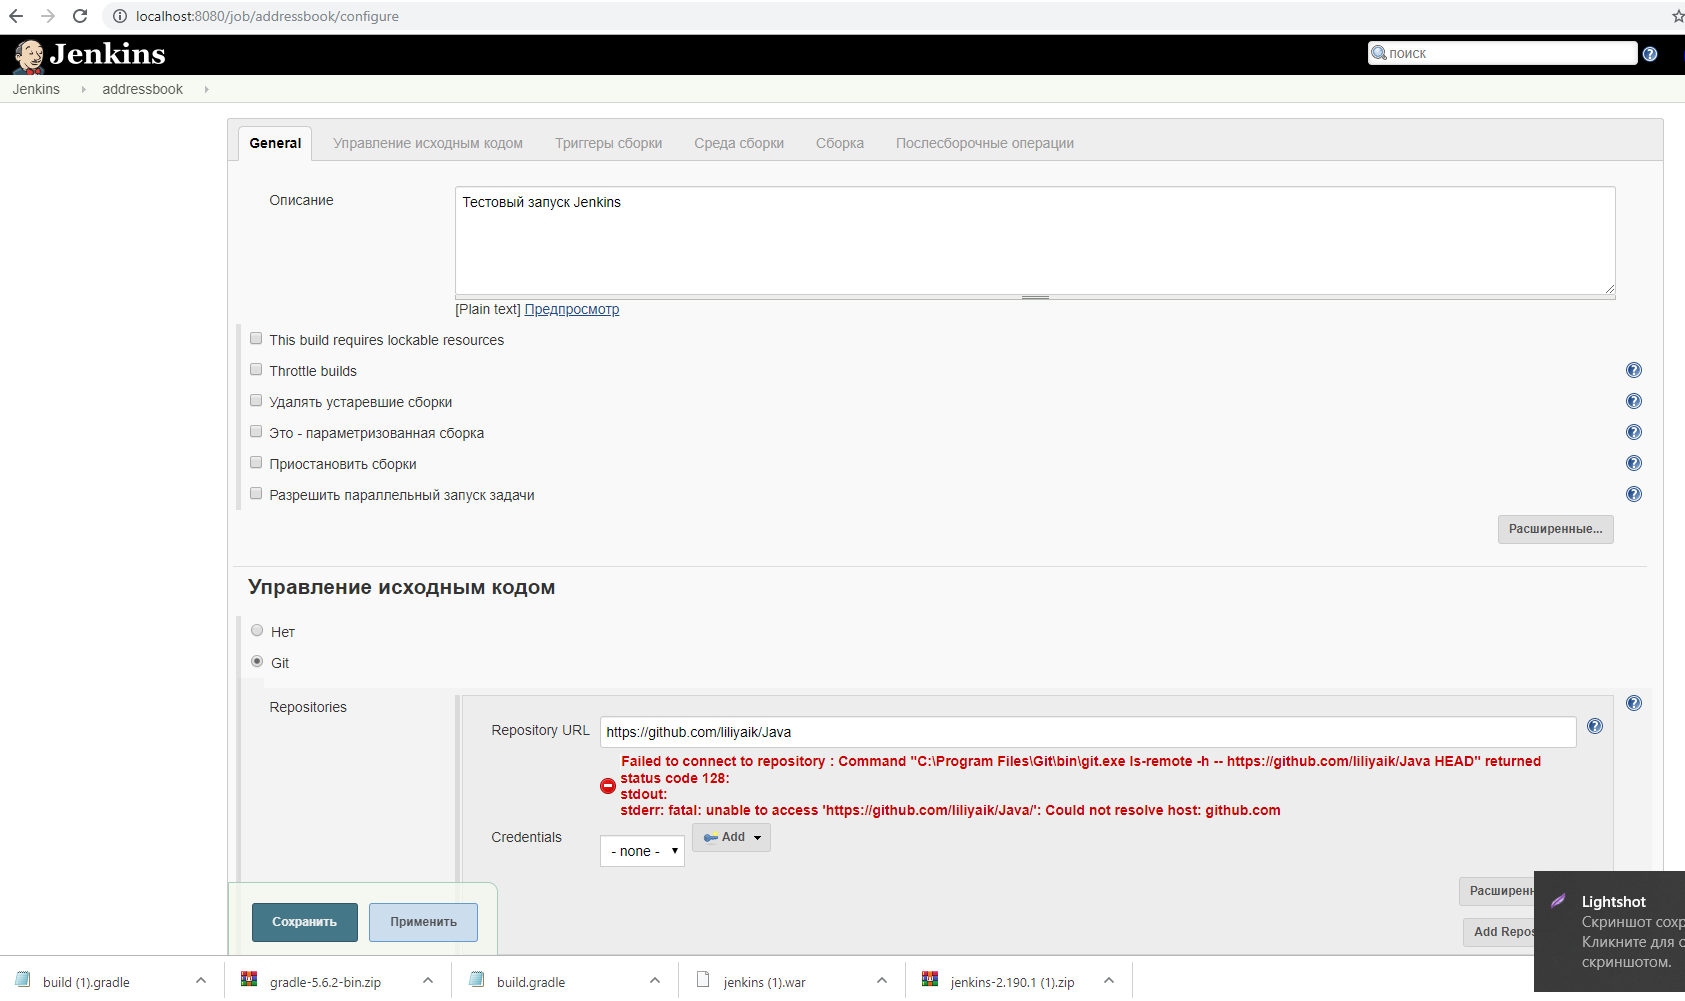 localhost:8080/job/addressbook/configure
Jenkins
поиск
Jenkins addressbook
General Управление исходным кодом Триггеры сборки Среда сборки Сборка Послесборочные операции
Описание
Тестовый запуск Jenkins
[Plain text] Предпросмотр
This build requires lockable resources
Throttle builds
Удалять устаревшие сборки
Это - параметризованная сборка
Приостановить сборки
Разрешить параллельный запуск задачи
Расширенные...
Управление исходным кодом
Нет
Git
Repositories
Repository URL https://github.com/liliyaik/Java
Failed to connect to repository : Command "C:\Program Files\Git\bin\git.exe ls-remote -h -- https://github.com/liliyaik/Java HEAD" returned
status code 128:
stdout:
stderr: fatal: unable to access 'https://github.com/liliyaik/Java/': Could not resolve host: github.com
Credentials
- none - Add
Расширен
Add Repos
Сохранить Применить
Lightshot
Скриншот сохр
Кликните для о
скриншотом.
build (1).gradle gradle-5.6.2-bin.zip build.gradle jenkins (1).war jenkins-2.190.1 (1).zip